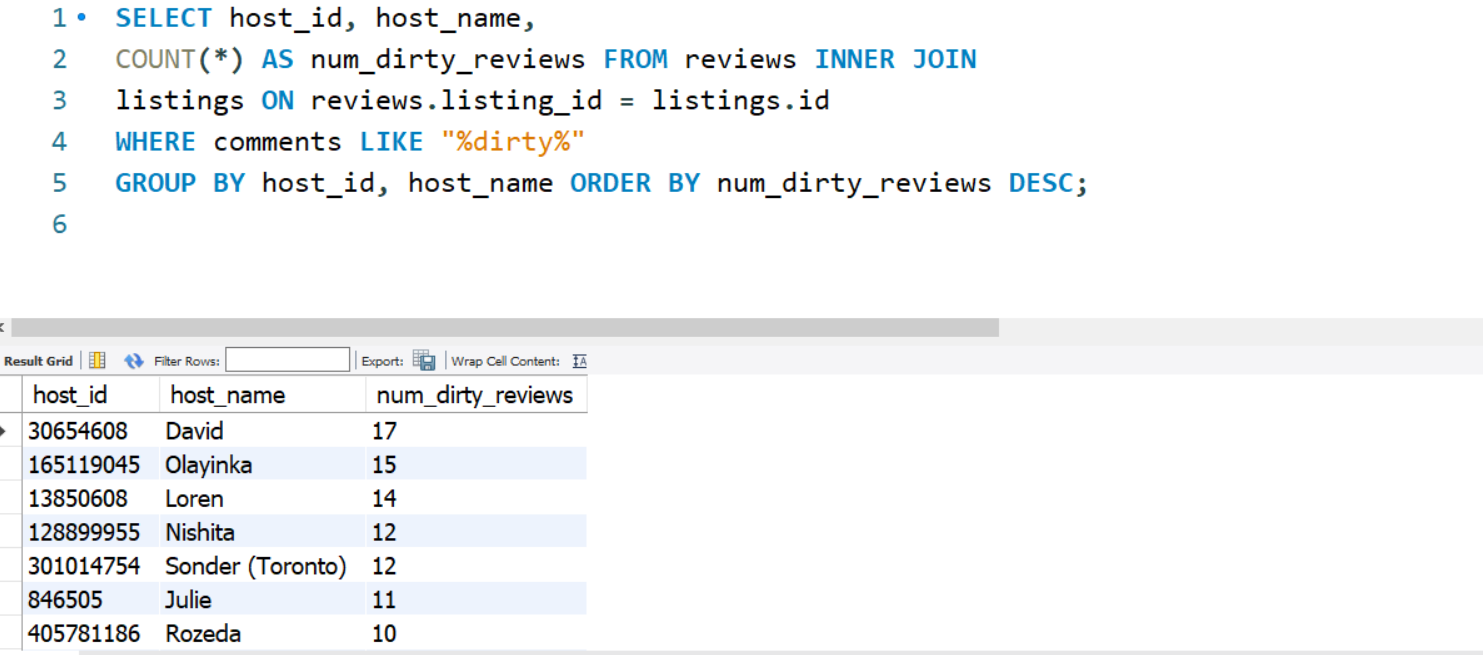 1 SELECT host_id, host_name,
2 COUNT(*) AS num_dirty_reviews FROM reviews INNER JOIN
3 listings ON reviews.listing_id = listings.id
4 WHERE comments LIKE "%dirty%"
5 GROUP BY host_id, host_name ORDER BY num_dirty_reviews DESC;
6
Result Grid Filter Rows: Export: Wrap Cell Content: IA
host_id host_name num_dirty_reviews
30654608 David 17
165119045 Olayinka 15
13850608 Loren 14
128899955 Nishita 12
301014754 Sonder (Toronto) 12
846505 Julie 11
405781186 Rozeda 10